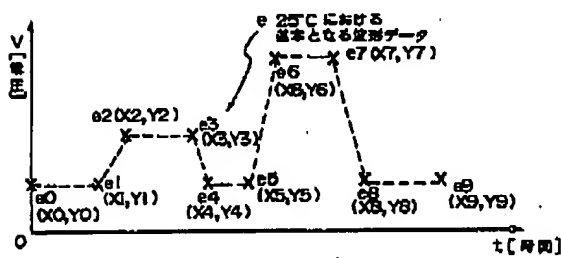 e 25℃における
基本となる波形データ
[電圧] V
e7 (X7, Y7)
e6
(X6, Y6)
e2 (X2, Y2)
e3
(X3, Y3)
e0
(X0, Y0)
e1
(X1, Y1)
e4
(X4, Y4)
e5
(X5, Y5)
e8
(X8, Y8)
e9
(X9, Y9)
0
t [時間]